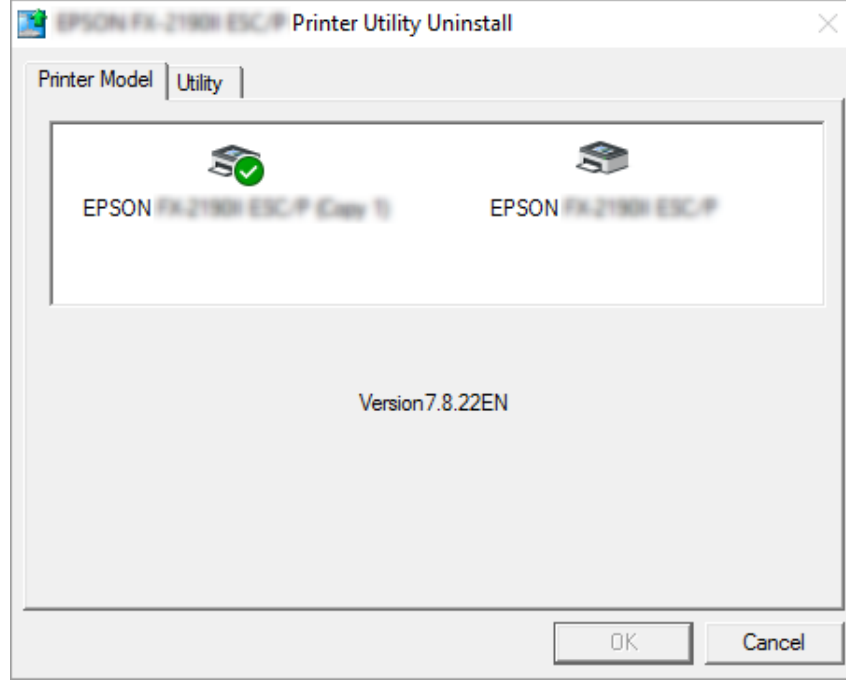 Printer Utility Uninstall
Printer Model Utility
EPSON
EPSON
Version7.8.22EN
OK Cancel